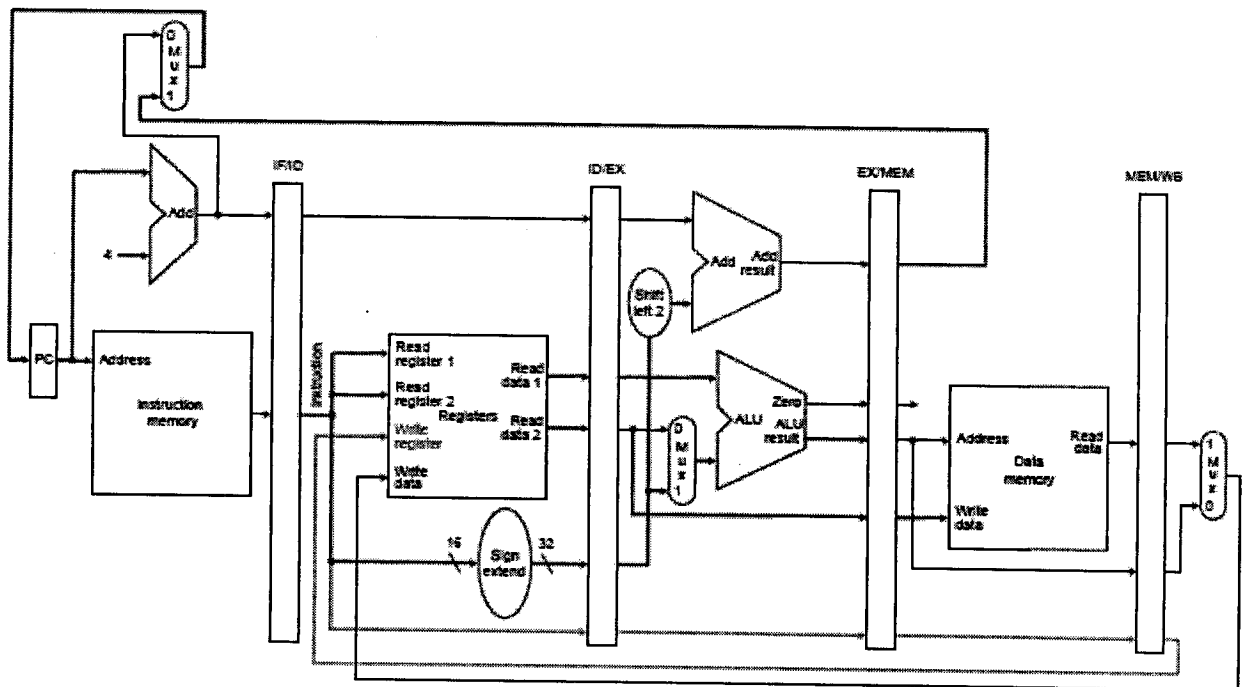 0
M
u
x
1
IF/ID
ID/EX
EX/MEM
MEM/WB
Add
4
Add
Add
result
Shift
left 2
PC
Address
Instruction
memory
Instruction
Read
register 1
Read
register 2
Registers
Write
register
Write
data
Read
data 1
Read
data 2
0
M
u
x
1
Zero
ALU
ALU
result
Address
Read
data
Data
memory
Write
data
1
M
u
x
0
16
Sign
extend
32